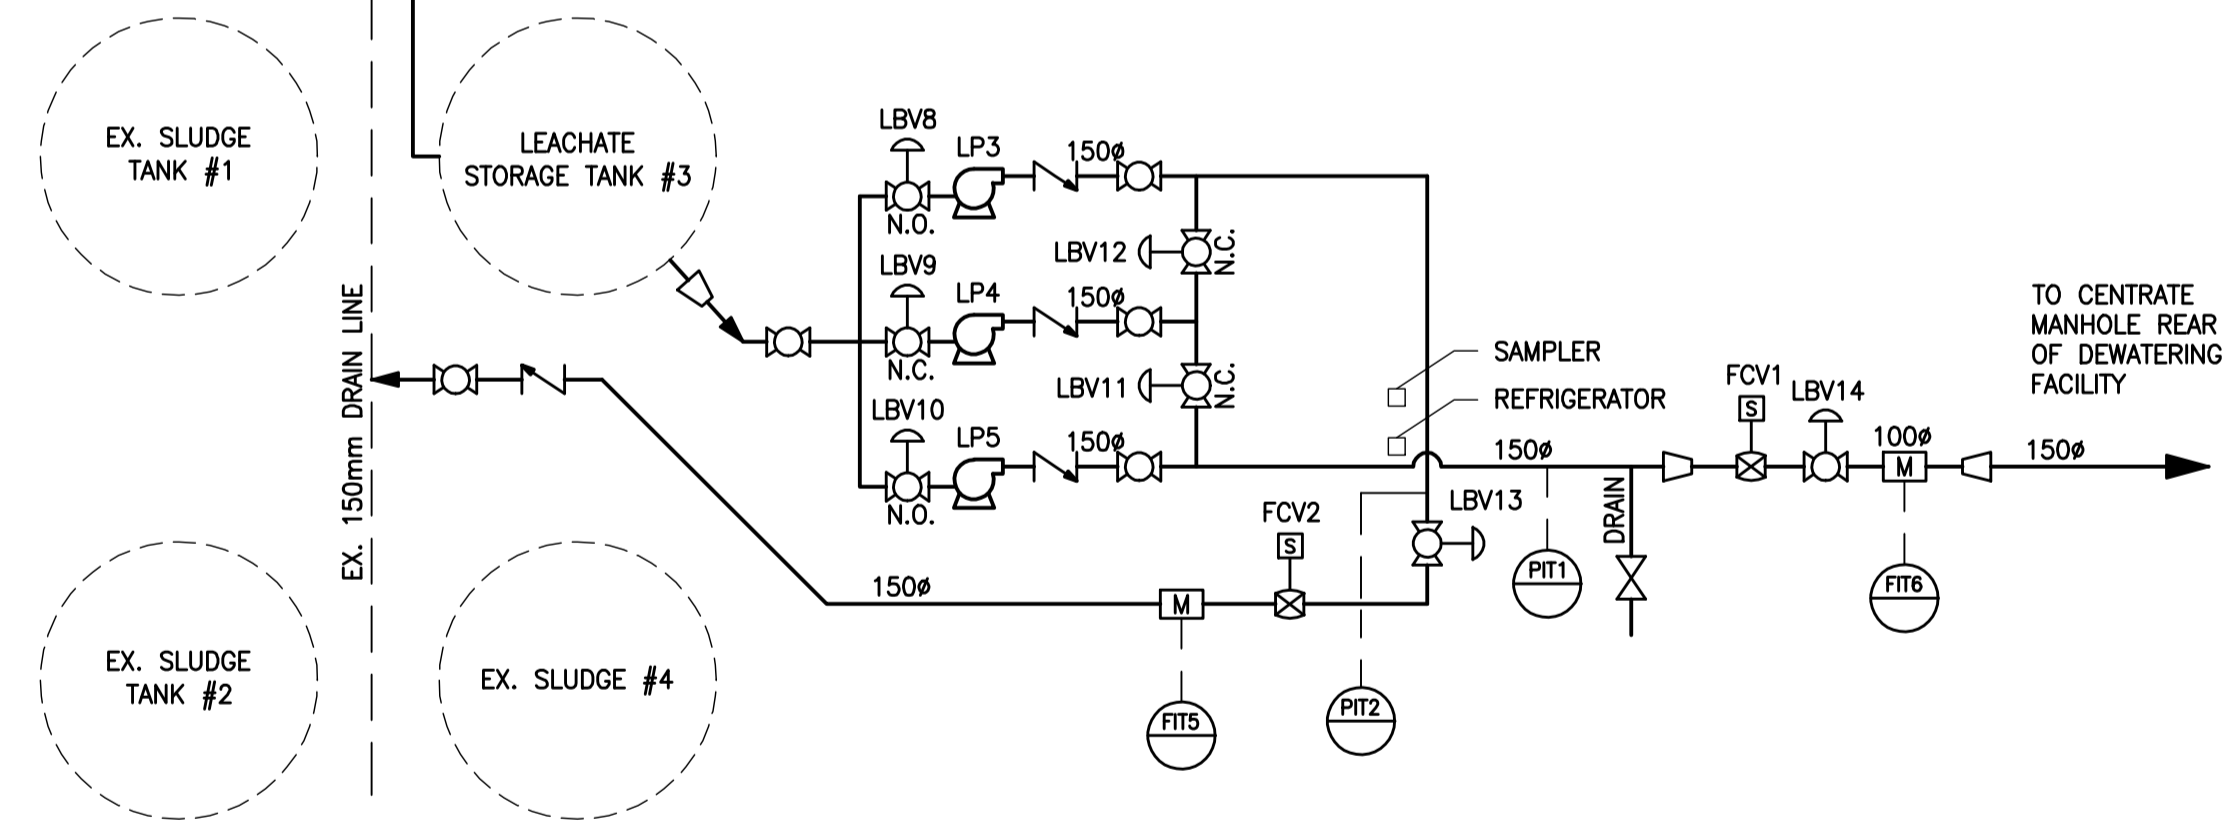 EX. SLUDGE
TANK #1
LEACHATE
STORAGE TANK #3
EX. 150mm DRAIN LINE
EX. SLUDGE
TANK #2
EX. SLUDGE #4
LBV8
N.O.
LP3
150ø
LBV12
N.C.
LBV9
N.C.
LP4
150ø
LBV11
N.C.
LBV10
N.O.
LP5
150ø
SAMPLER
REFRIGERATOR
150ø
FCV1
S
LBV14
100ø
M
150ø
TO CENTRATE
MANHOLE REAR
OF DEWATERING
FACILITY
DRAIN
PIT1
FIT6
LBV13
FCV2
S
150ø
M
FIT5
PIT2